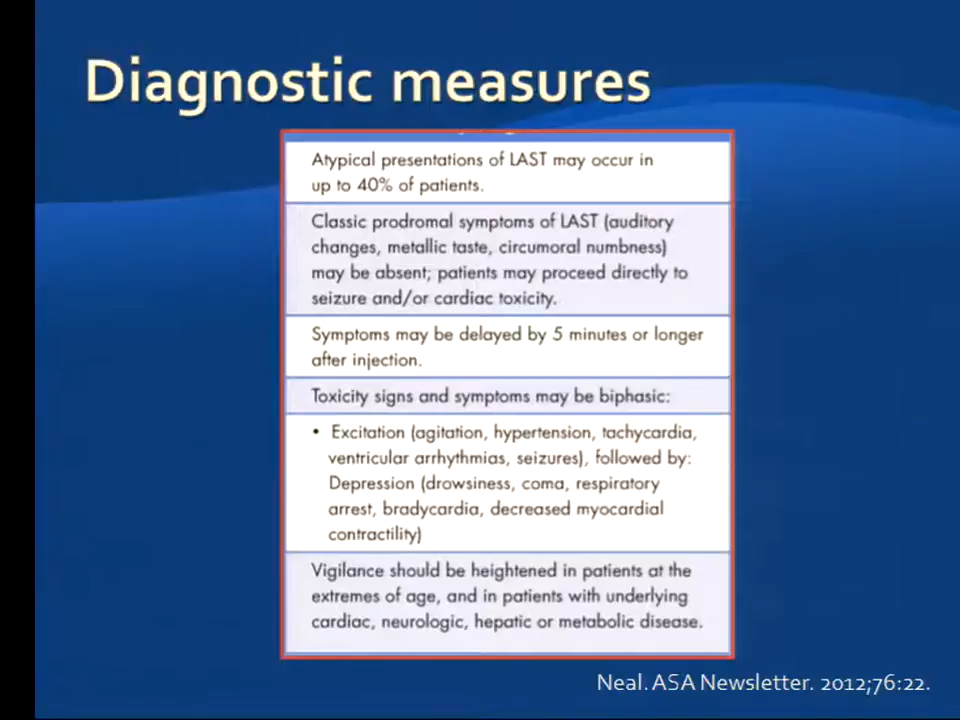 Diagnostic measures
Atypical presentations of LAST may occur in
up to 40% of patients.
Classic prodromal symptoms of LAST (auditory
changes, metallic taste, circumoral numbness)
may be absent; patients may proceed directly to
seizure and/or cardiac toxicity.
Symptoms may be delayed by 5 minutes or longer
after injection.
Toxicity signs and symptoms may be biphasic:
• Excitation (agitation, hypertension, tachycardia,
ventricular arrhythmias, seizures), followed by:
Depression (drowsiness, coma, respiratory
arrest, bradycardia, decreased myocardial
contractility)
Vigilance should be heightened in patients at the
extremes of age, and in patients with underlying
cardiac, neurologic, hepatic or metabolic disease.
Neal. ASA Newsletter. 2012;76:22.